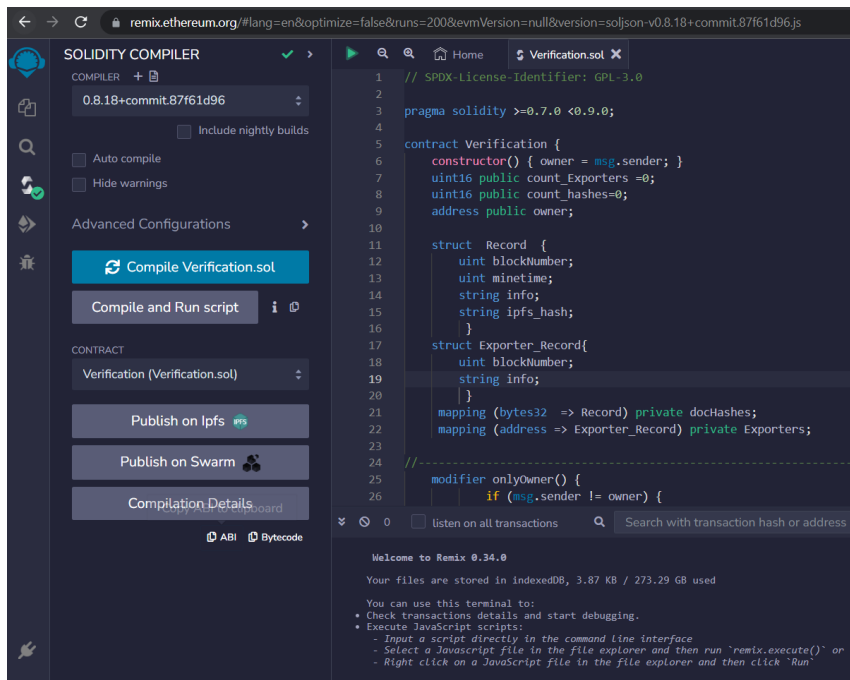 remix.ethereum.org/#lang=en&optimize=false&runs=200&evmVersion=null&version=soljson-v0.8.18+commit.87f61d96.js
SOLIDITY COMPILER
COMPILER
0.8.18+commit.87f61d96
Include nightly builds
Auto compile
Hide warnings
Advanced Configurations
Compile Verification.sol
Compile and Run script
CONTRACT
Verification (Verification.sol)
Publish on Ipfs
IPFS
Publish on Swarm
Compilation Details
Copy ABI to clipboard
ABI Bytecode
Home
Verification.sol
1 // SPDX-License-Identifier: GPL-3.0
2
3 pragma solidity >=0.7.0 <0.9.0;
4
5 contract Verification {
6 constructor() { owner = msg.sender; }
7 uint16 public count_Exporters =0;
8 uint16 public count_hashes=0;
9 address public owner;
10
11 struct Record {
12 uint blockNumber;
13 uint minetime;
14 string info;
15 string ipfs_hash;
16 }
17 struct Exporter_Record{
18 uint blockNumber;
19 string info;
20 }
21 mapping (bytes32 => Record) private docHashes;
22 mapping (address => Exporter_Record) private Exporters;
23
24 //----------------------------------------------------------------
25 modifier onlyOwner() {
26 if (msg.sender != owner) {
0 listen on all transactions
Search with transaction hash or address
Welcome to Remix 0.34.0
Your files are stored in indexedDB, 3.87 KB / 273.29 GB used
You can use this terminal to:
• Check transactions details and start debugging.
• Execute JavaScript scripts:
- Input a script directly in the command line interface
- Select a Javascript file in the file explorer and then run `remix.execute()` or
- Right click on a JavaScript file in the file explorer and then click `Run`